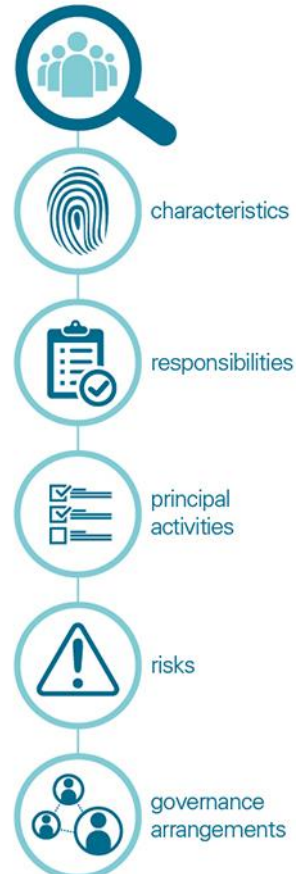 characteristics
responsibilities
principal
activities
risks
governance
arrangements